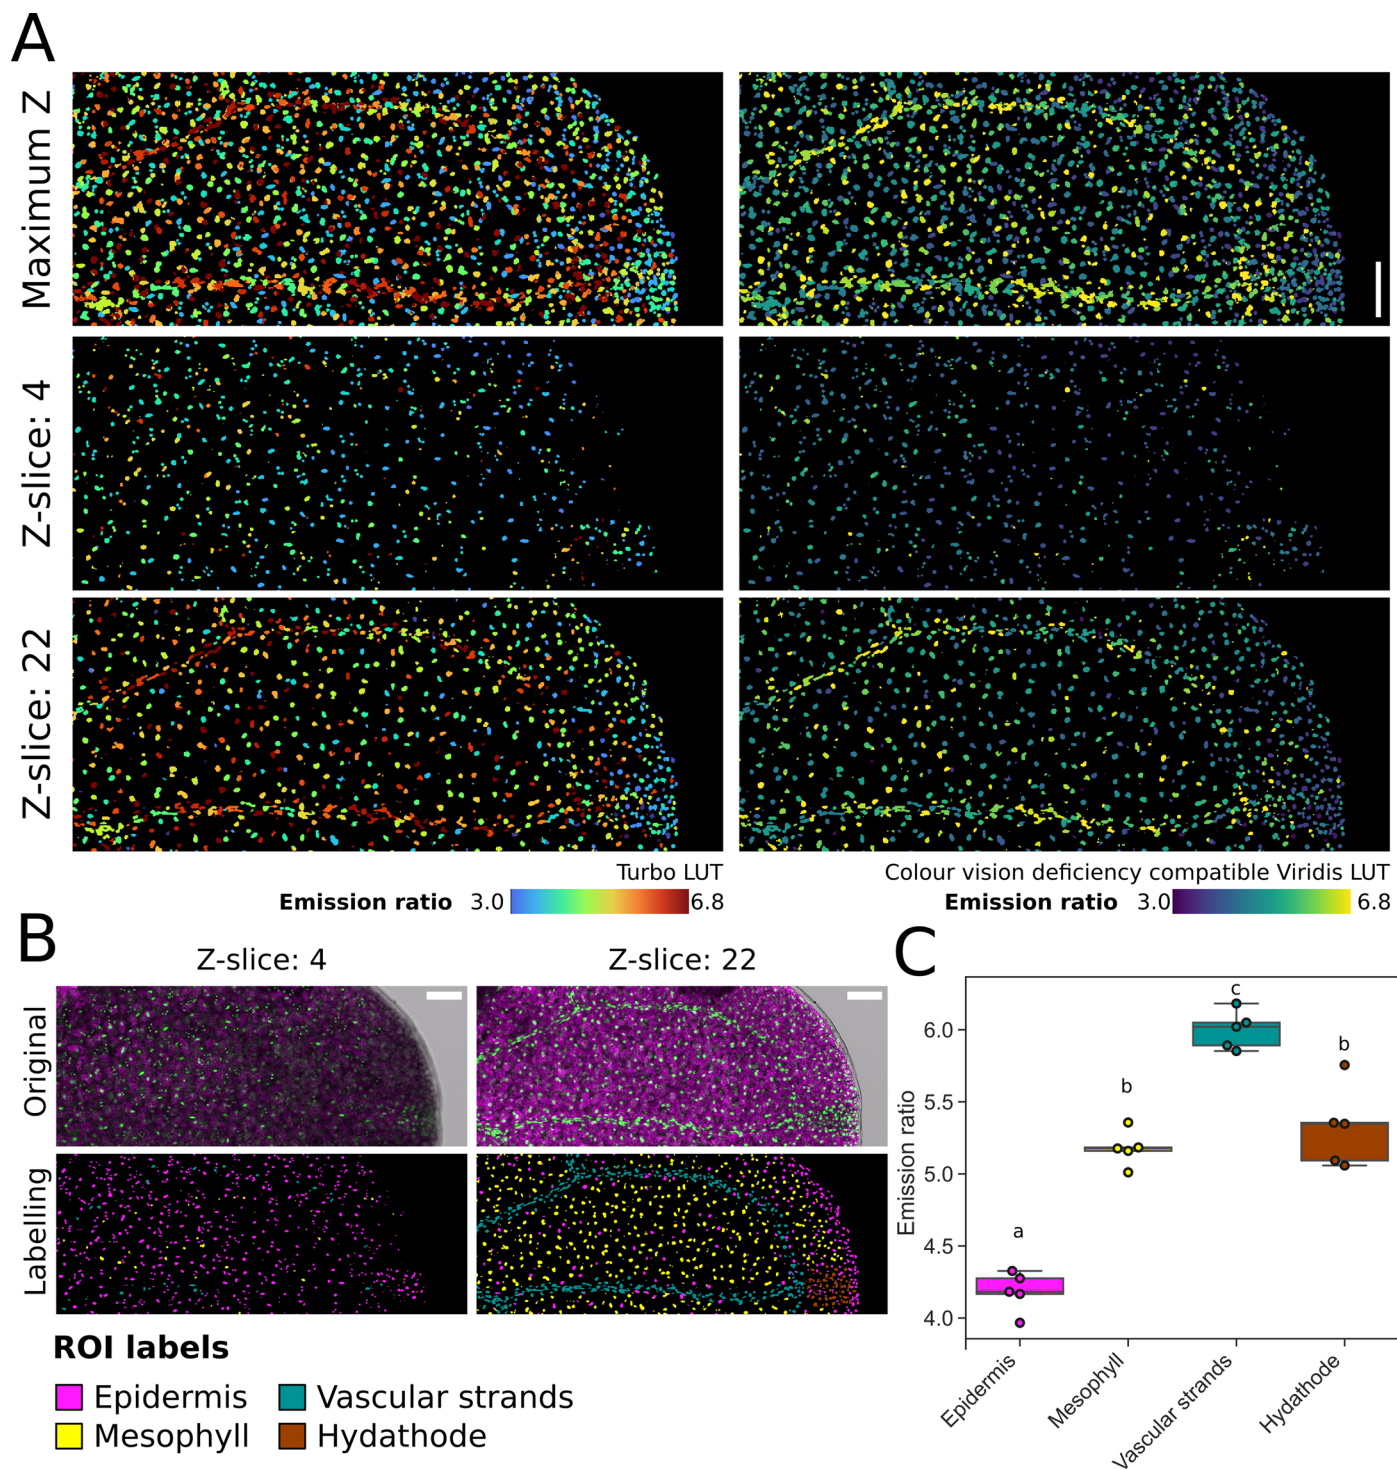 A
Maximum Z
Z-slice: 4
Z-slice: 22
Turbo LUT
Emission ratio 3.0 6.8
Colour vision deficiency compatible Viridis LUT
Emission ratio 3.0 6.8
B
Z-slice: 4
Z-slice: 22
Original
Labelling
ROI labels
Epidermis
Vascular strands
Mesophyll
Hydathode
C
Emission ratio
6.0
5.5
5.0
4.5
4.0
a
b
c
b
Epidermis
Mesophyll
Vascular strands
Hydathode